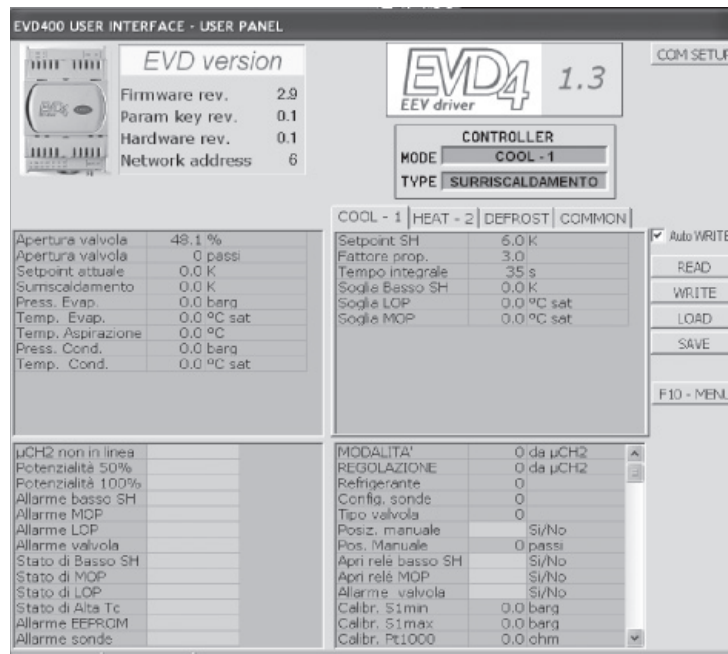 EVD400 USER INTERFACE - USER PANEL
EVD version
Firmware rev. 2.9
Param key rev. 0.1
Hardware rev. 0.1
Network address 6
EVD4 1.3
EEV driver
CONTROLLER
MODE COOL - 1
TYPE SURRISCALDAMENTO
COM SETUP
COOL - 1 HEAT - 2 DEFROST COMMON
Apertura valvola 48.1 %
Apertura valvola 0 passi
Setpoint attuale 0.0 K
Surriscaldamento 0.0 K
Press. Evap. 0.0 barg
Temp. Evap. 0.0 ºC sat
Temp. Aspirazione 0.0 ºC
Press. Cond. 0.0 barg
Temp. Cond. 0.0 ºC sat
Setpoint SH 6.0 K
Fattore prop. 3.0
Tempo integrale 35 s
Soglia Basso SH 0.0 K
Soglia LOP 0.0 ºC sat
Soglia MOP 0.0 ºC sat
Auto WRITE
READ
WRITE
LOAD
SAVE
F10 - MENU
µCH2 non in linea
Potenzialità 50%
Potenzialità 100%
Allarme basso SH
Allarme MOP
Allarme LOP
Allarme valvola
Stato di Basso SH
Stato di MOP
Stato di LOP
Stato di Alta Tc
Allarme EEPROM
Allarme sonde
MODALITA' 0 da µCH2
REGOLAZIONE 0 da µCH2
Refrigerante 0
Config. sonde 0
Tipo valvola 0
Posiz. manuale Si/No
Pos. Manuale 0 passi
Apri relè basso SH Si/No
Apri relè MOP Si/No
Allarme valvola Si/No
Calibr. S1min 0.0 barg
Calibr. S1max 0.0 barg
Calibr. Pt1000 0.0 ohm